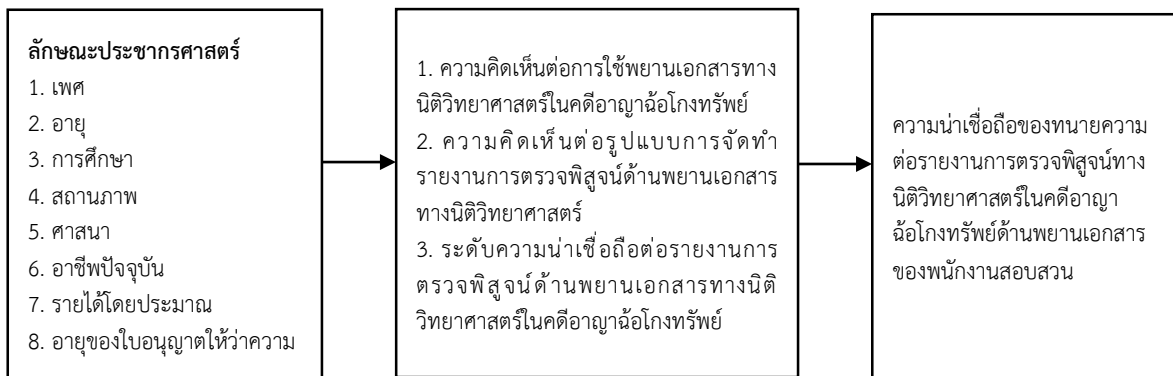 ลักษณะประชากรศาสตร์
1. เพศ
2. อายุ
3. การศึกษา
4. สถานภาพ
5. ศาสนา
6. อาชีพปัจจุบัน
7. รายได้โดยประมาณ
8. อายุของใบอนุญาตให้ว่าความ
1. ความคิดเห็นต่อการใช้พยานเอกสารทาง
นิติวิทยาศาสตร์ในคดีอาญาฉ้อโกงทรัพย์
2. ความคิดเห็นต่อรูปแบบการจัดทำ
รายงานการตรวจพิสูจน์ด้านพยานเอกสาร
ทางนิติวิทยาศาสตร์
3. ระดับความน่าเชื่อถือต่อรายงานการ
ตรวจพิสูจน์ด้านพยานเอกสารทางนิติ
วิทยาศาสตร์ในคดีอาญาฉ้อโกงทรัพย์
ความน่าเชื่อถือของทนายความ
ต่อรายงานการตรวจพิสูจน์ทาง
นิติวิทยาศาสตร์ในคดีอาญา
ฉ้อโกงทรัพย์ด้านพยานเอกสาร
ของพนักงานสอบสวน